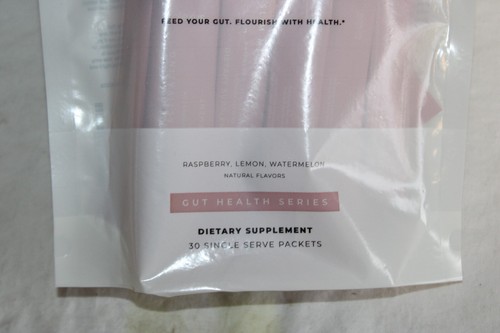 FEED YOUR GUT. FLOURISH WITH HEALTH.*
RASPBERRY, LEMON, WATERMELON
NATURAL FLAVORS
GUT HEALTH SERIES
DIETARY SUPPLEMENT
30 SINGLE SERVE PACKETS